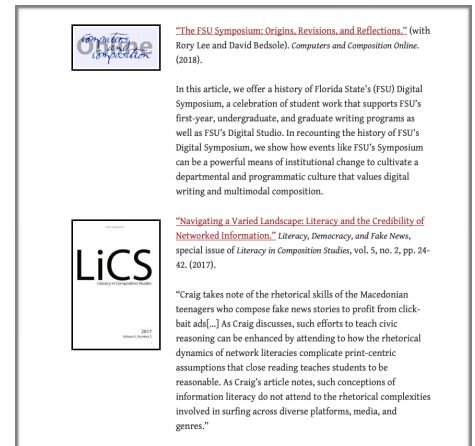 Online
computers
and
composition
“The FSU Symposium: Origins, Revisions, and Reflections.” (with
Rory Lee and David Bedsole). Computers and Composition Online.
(2018).
In this article, we offer a history of Florida State’s (FSU) Digital
Symposium, a celebration of student work that supports FSU’s
first-year, undergraduate, and graduate writing programs as
well as FSU’s Digital Studio. In recounting the history of FSU’s
Digital Symposium, we show how events like FSU’s Symposium
can be a powerful means of institutional change to cultivate a
departmental and programmatic culture that values digital
writing and multimodal composition.
LiCS
Literacy in Composition Studies
2017
Volume 5, Number 2
“Navigating a Varied Landscape: Literacy and the Credibility of
Networked Information.” Literacy, Democracy, and Fake News,
special issue of Literacy in Composition Studies, vol. 5, no. 2, pp. 24-
42. (2017).
“Craig takes note of the rhetorical skills of the Macedonian
teenagers who compose fake news stories to profit from click-
bait ads[…] As Craig discusses, such efforts to teach civic
reasoning can be enhanced by attending to how the rhetorical
dynamics of network literacies complicate print-centric
assumptions that close reading teaches students to be
reasonable. As Craig’s article notes, such conceptions of
information literacy do not attend to the rhetorical complexities
involved in surfing across diverse platforms, media, and
genres.”